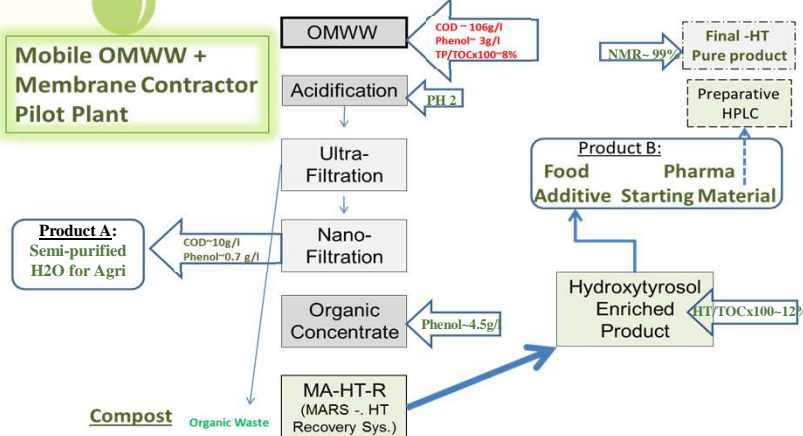 Mobile OMWW +
Membrane Contractor
Pilot Plant
OMWW
COD ~ 106g/l
Phenol~ 3g/l
TP/TOCx100~8%
Acidification
PH 2
Ultra-
Filtration
Nano-
Filtration
COD~10g/l
Phenol~0.7 g/l
Product A:
Semi-purified
H2O for Agri
Organic
Concentrate
Phenol~4.5g/l
MA-HT-R
(MARS -. HT
Recovery Sys.)
Compost
Organic Waste
Hydroxytyrosol
Enriched
Product
HT/TOCx100~12%
Product B:
Food Pharma
Additive Starting Material
Preparative
HPLC
NMR~ 99%
Final -HT
Pure product